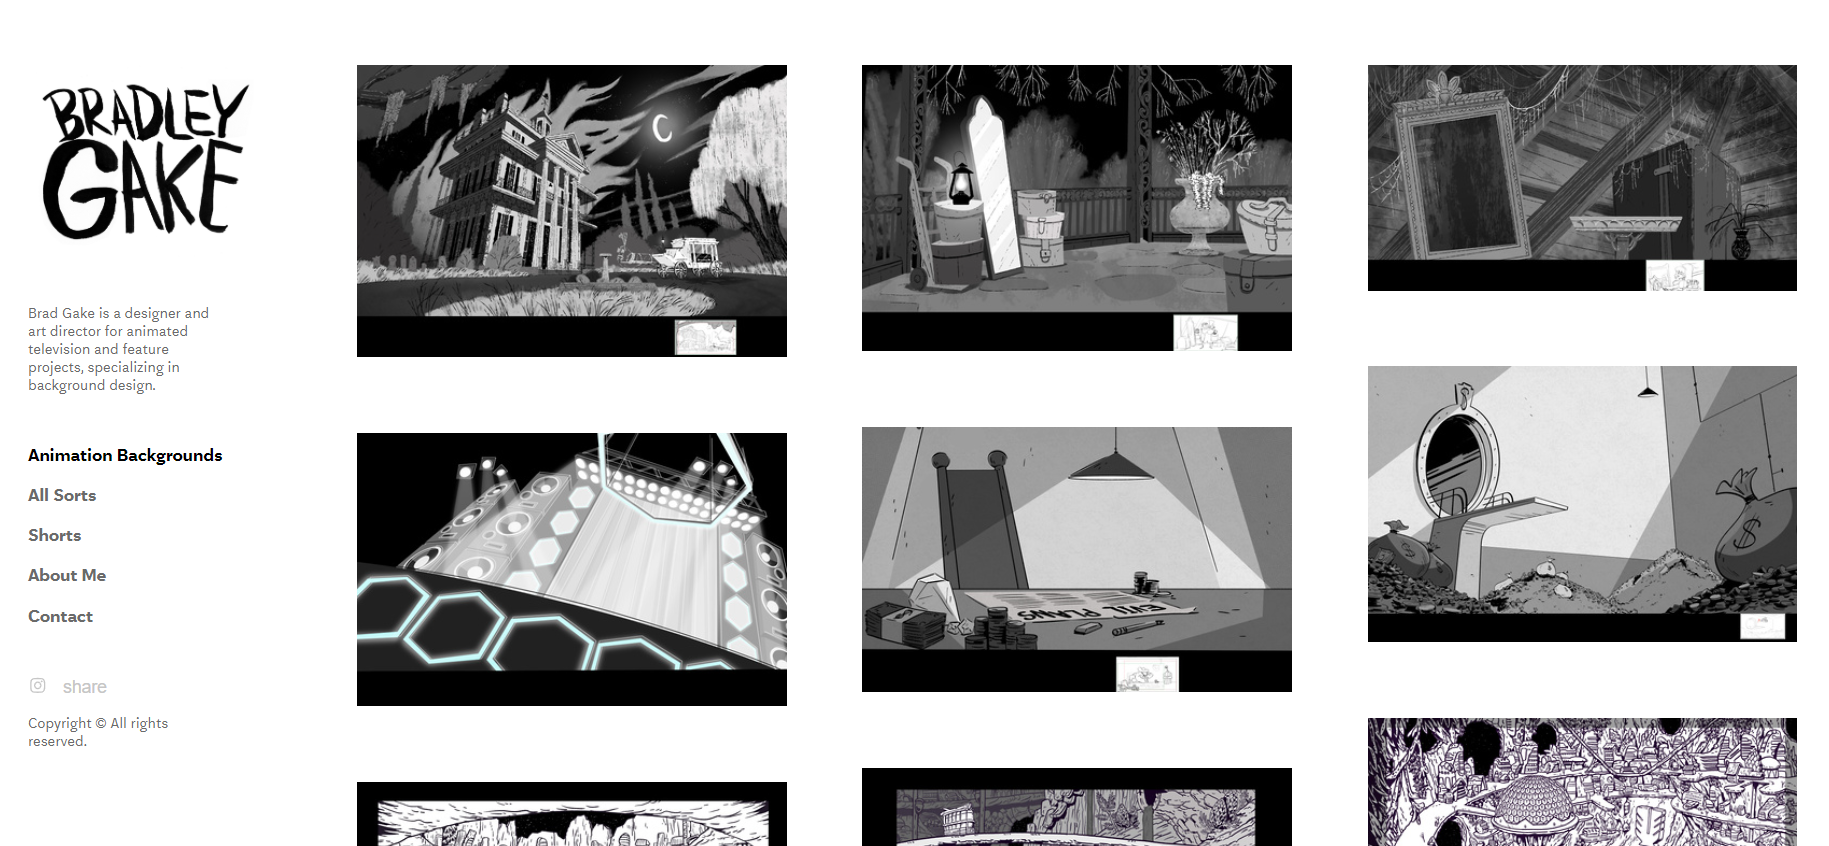 BRADLEY
GAKE
Brad Gake is a designer and
art director for animated
television and feature
projects, specializing in
background design.
Animation Backgrounds
All Sorts
Shorts
About Me
Contact
share
Copyright © All rights
reserved.
EVIL PLANS
$
$